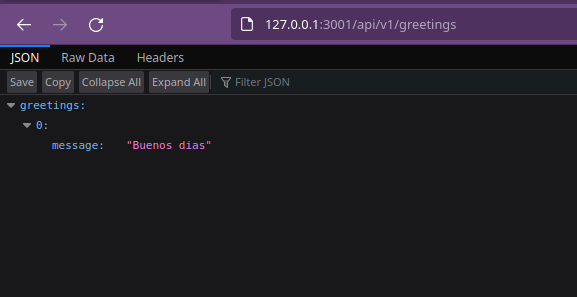 127.0.0.1:3001/api/v1/greetings
JSON Raw Data Headers
Save Copy Collapse All Expand All Filter JSON
greetings:
0:
message: "Buenos dias"